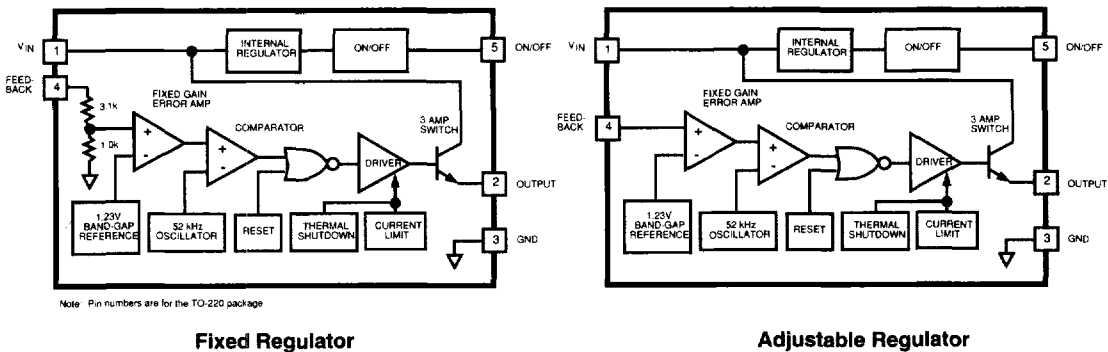 V IN
1
INTERNAL
REGULATOR
ON/OFF
5
ON/OFF
FEED-
BACK
4
3.1k
1.0k
FIXED GAIN
ERROR AMP
+
-
COMPARATOR
+
-
DRIVER
3 AMP
SWITCH
2
OUTPUT
1.23V
BAND-GAP
REFERENCE
52 kHz
OSCILLATOR
RESET
THERMAL
SHUTDOWN
CURRENT
LIMIT
3
GND
Note: Pin numbers are for the TO-220 package
Fixed Regulator
V IN
1
INTERNAL
REGULATOR
ON/OFF
5
ON/OFF
FEED-
BACK
4
FIXED GAIN
ERROR AMP
+
-
COMPARATOR
+
-
DRIVER
3 AMP
SWITCH
2
OUTPUT
1.23V
BAND-GAP
REFERENCE
52 kHz
OSCILLATOR
RESET
THERMAL
SHUTDOWN
CURRENT
LIMIT
3
GND
Adjustable Regulator